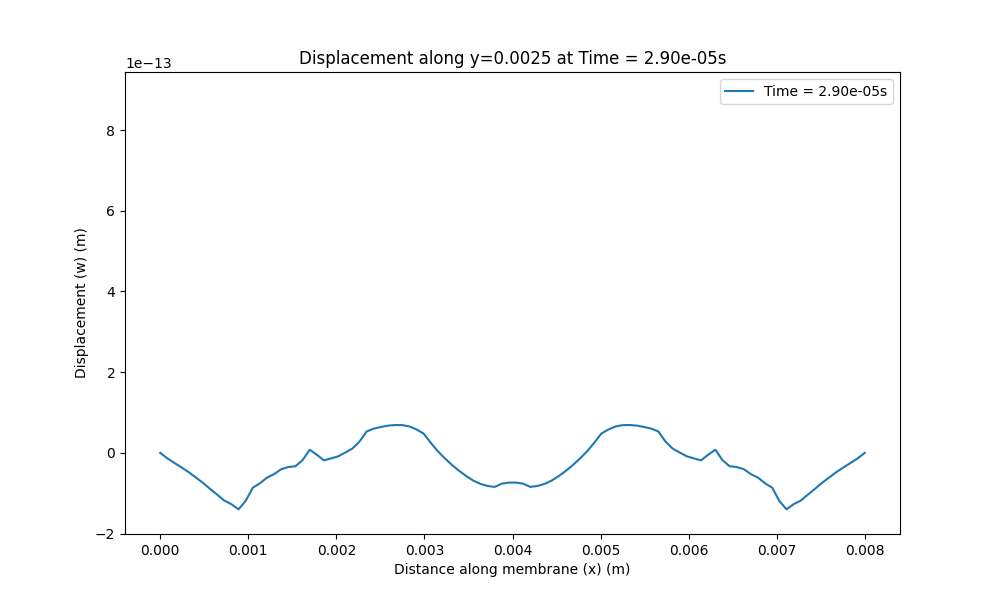 Displacement along y=0.0025 at Time = 2.90e-05s
1e−13
Time = 2.90e-05s
8
6
4
2
0
−2
Displacement (w) (m)
0.000 0.001 0.002 0.003 0.004 0.005 0.006 0.007 0.008
Distance along membrane (x) (m)